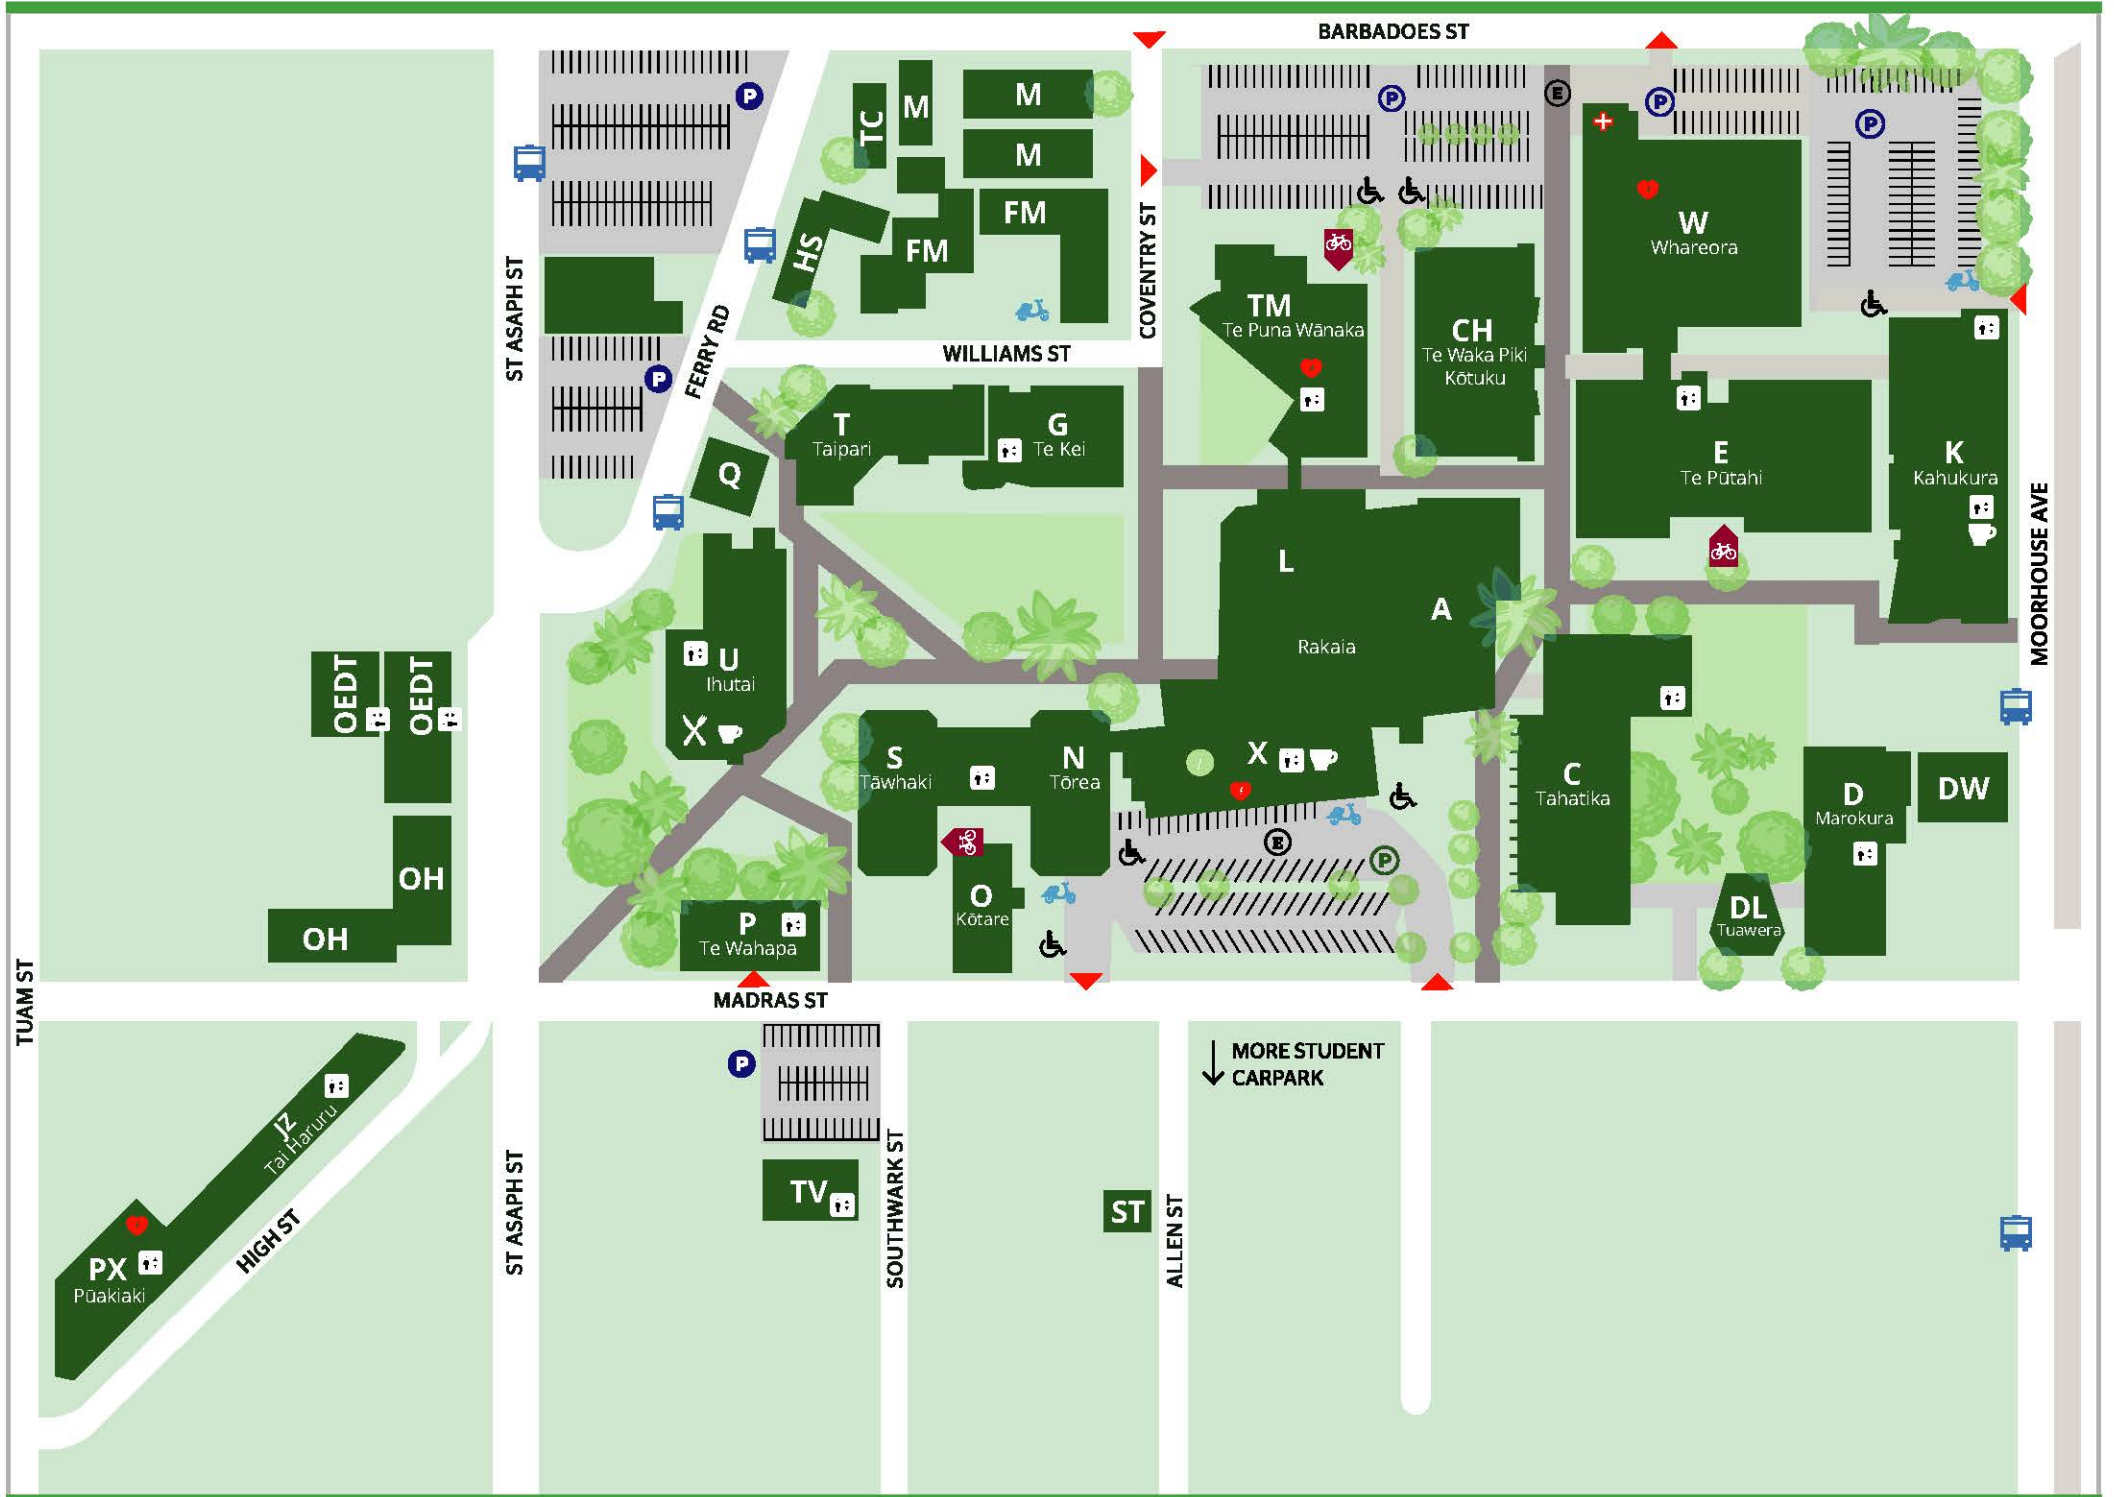 BARBADOES ST
P
TC
M
M
M
HS
FM
FM
COVENTRY ST
P
E
P
P
W
Whareora
ST ASAPH ST
FERRY RD
P
WILLIAMS ST
TM
Te Puna Wānaka
CH
Te Waka Piki
Kōtuku
T
Taipari
G
Te Kei
Q
E
Te Pūtahi
K
Kahukura
MOORHOUSE AVE
L
A
Rakaia
OEDT
OEDT
U
Ihutai
S
Tāwhaki
N
Tōrea
X
i
E
P
C
Tahatika
D
Marokura
DW
OH
OH
P
Te Wahapa
O
Kōtare
DL
Tuawera
TUAM ST
MADRAS ST
P
MORE STUDENT
CARPARK
JZ
Tai Haruru
HIGH ST
PX
Pūakiaki
ST ASAPH ST
TV
SOUTHWARK ST
ST
ALLEN ST